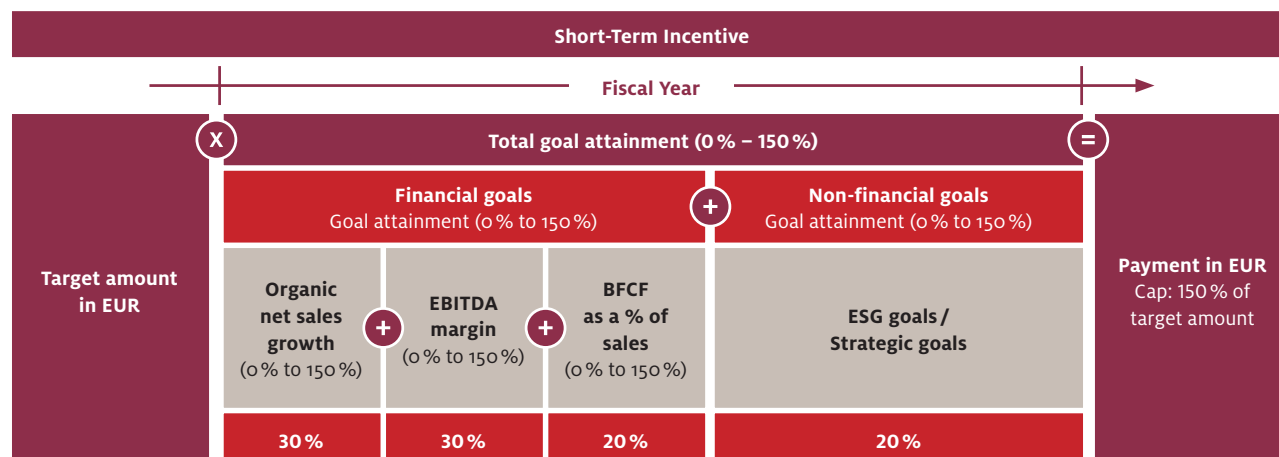 Short-Term Incentive
Fiscal Year
X
Total goal attainment (0 % – 150 %)
=
Financial goals
Goal attainment (0 % to 150 %)
+
Non-financial goals
Goal attainment (0 % to 150 %)
Target amount
in EUR
Organic
net sales
growth
(0 % to 150 %)
+
EBITDA
margin
(0 % to 150 %)
+
BFCF
as a % of
sales
(0 % to 150 %)
ESG goals /
Strategic goals
Payment in EUR
Cap: 150 % of
target amount
30 %
30 %
20 %
20 %